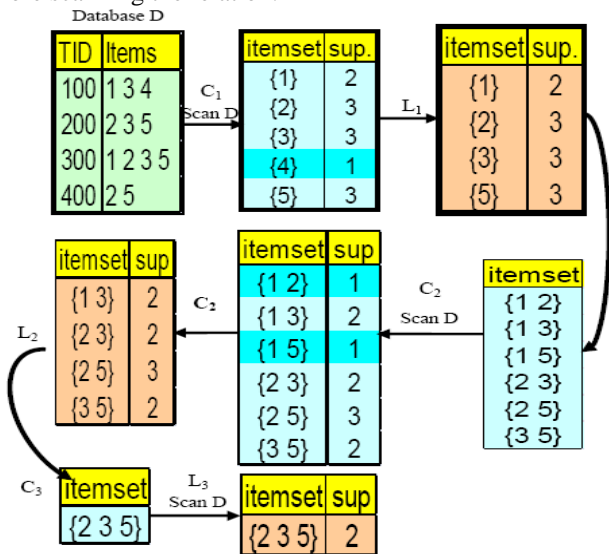 scanning the relation.
Database D
TID Items
100 1 3 4
200 2 3 5
300 1 2 3 5
400 2 5
C1
Scan D
itemset sup.
{1} 2
{2} 3
{3} 3
{4} 1
{5} 3
L1
itemset sup.
{1} 2
{2} 3
{3} 3
{5} 3
itemset
{1 2}
{1 3}
{1 5}
{2 3}
{2 5}
{3 5}
C2
Scan D
itemset sup
{1 2} 1
{1 3} 2
{1 5} 1
{2 3} 2
{2 5} 3
{3 5} 2
C2
itemset sup
{1 3} 2
{2 3} 2
{2 5} 3
{3 5} 2
L2
C3
itemset
{2 3 5}
L3
Scan D
itemset sup
{2 3 5} 2